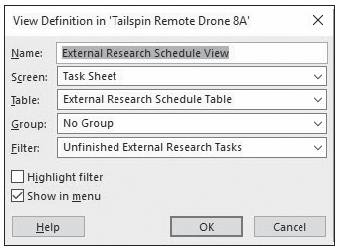 View Definition in 'Tailspin Remote Drone 8A'
Name: External Research Schedule View
Screen: Task Sheet
Table: External Research Schedule Table
Group: No Group
Filter: Unfinished External Research Tasks
Highlight filter
Show in menu
Help OK Cancel